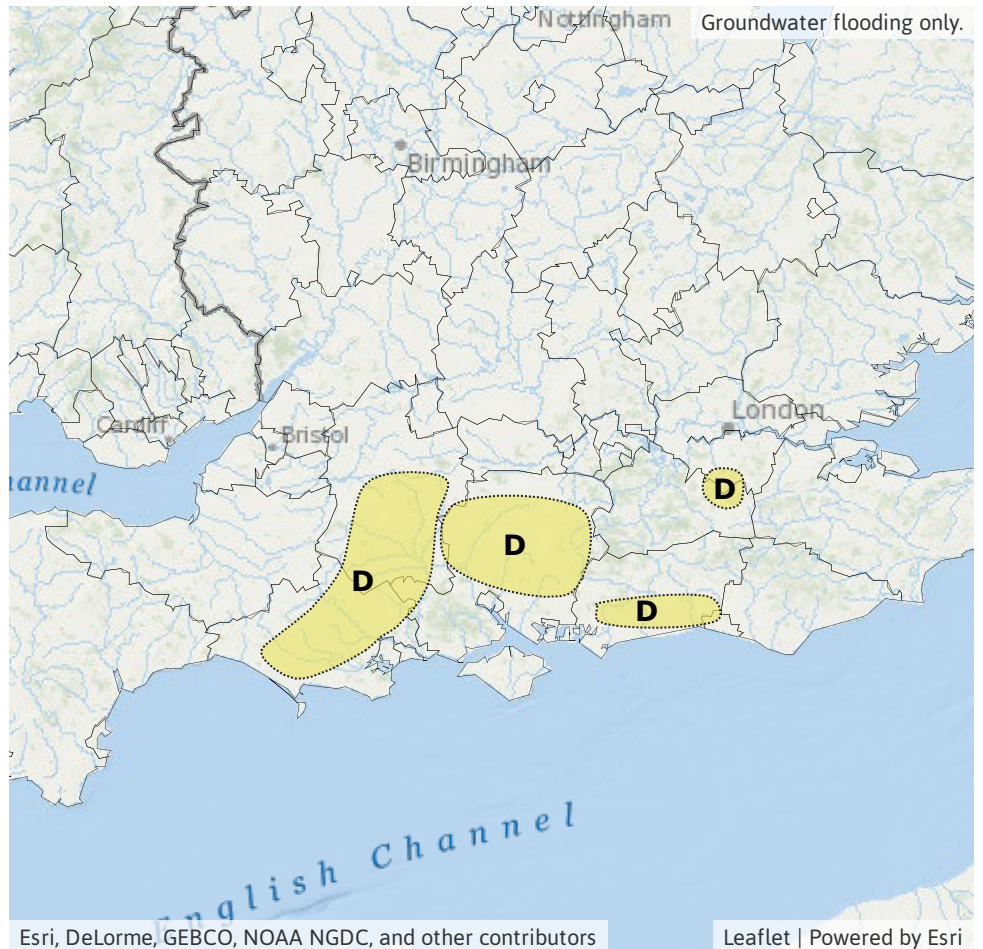 Nottingham
Groundwater flooding only.
Birmingham
London
Cardiff
Bristol
hannel
D
D
D
D
English Channel
Esri, DeLorme, GEBCO, NOAA NGDC, and other contributors
Leaflet | Powered by Esri